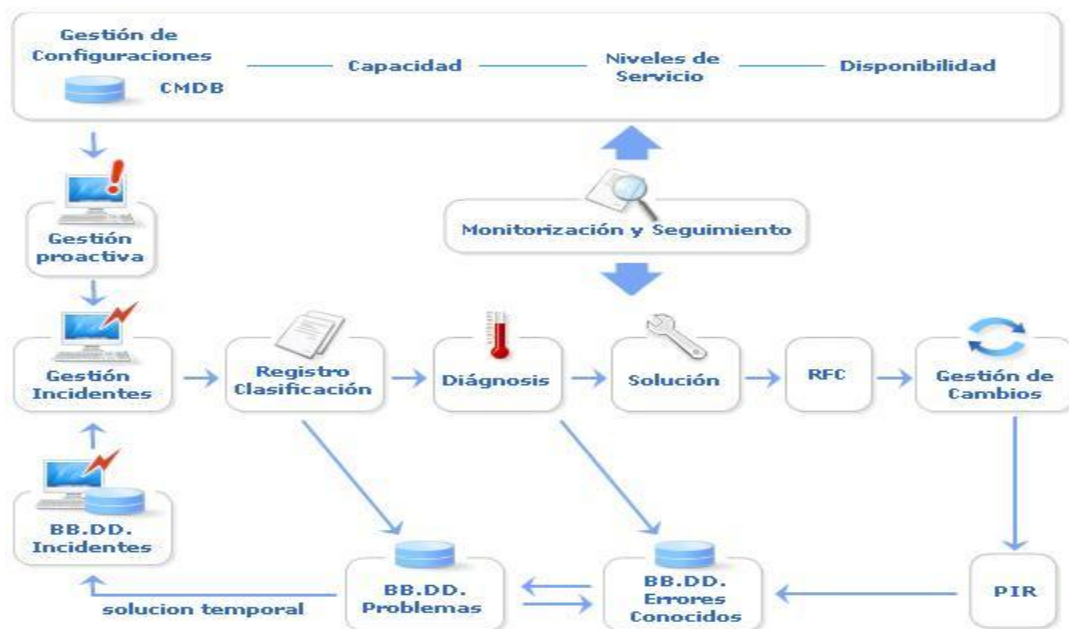 Gestión de
Configuraciones
CMDB
Capacidad
Niveles de
Servicio
Disponibilidad
Gestión
proactiva
Monitorización y Seguimiento
Gestión
Incidentes
Registro
Clasificación
Diágnosis
Solución
RFC
Gestión de
Cambios
BB.DD.
Incidentes
solucion temporal
BB.DD.
Problemas
BB.DD.
Errores
Conocidos
PIR